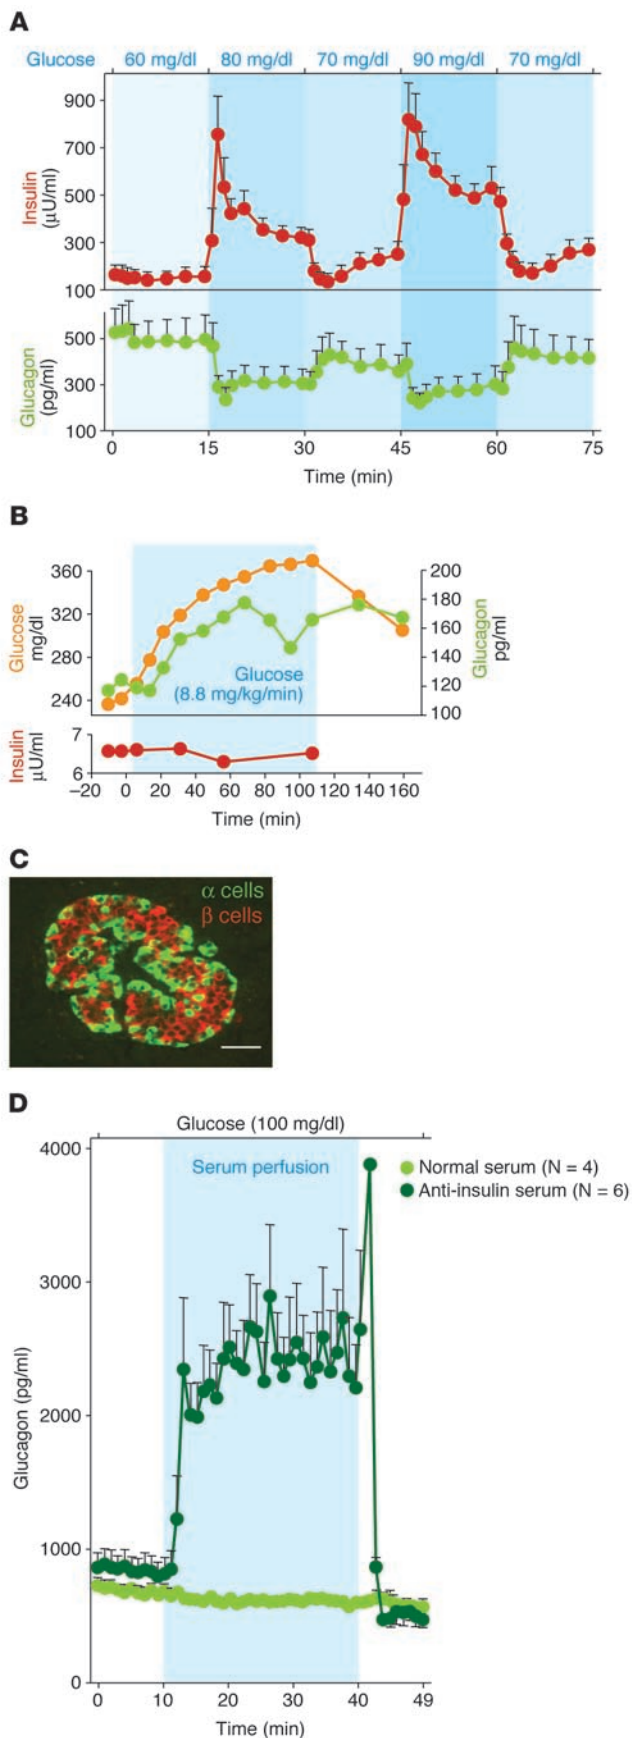 A
Glucose 60 mg/dl 80 mg/dl 70 mg/dl 90 mg/dl 70 mg/dl
Insulin
(μU/ml)
900
700
500
300
100
Glucagon
(pg/ml)
500
300
100
0 15 30 45 60 75
Time (min)
B
Glucose
mg/dl
360
320
280
240
Glucose
(8.8 mg/kg/min)
200
180
160
140
120
100
Glucagon
pg/ml
Insulin
μU/ml
7
6
–20 0 20 40 60 80 100 120 140 160
Time (min)
C
α cells
β cells
D
Glucose (100 mg/dl)
Serum perfusion
Normal serum (N = 4)
Anti-insulin serum (N = 6)
Glucagon (pg/ml)
4000
3000
2000
1000
0
0 10 20 30 40 49
Time (min)